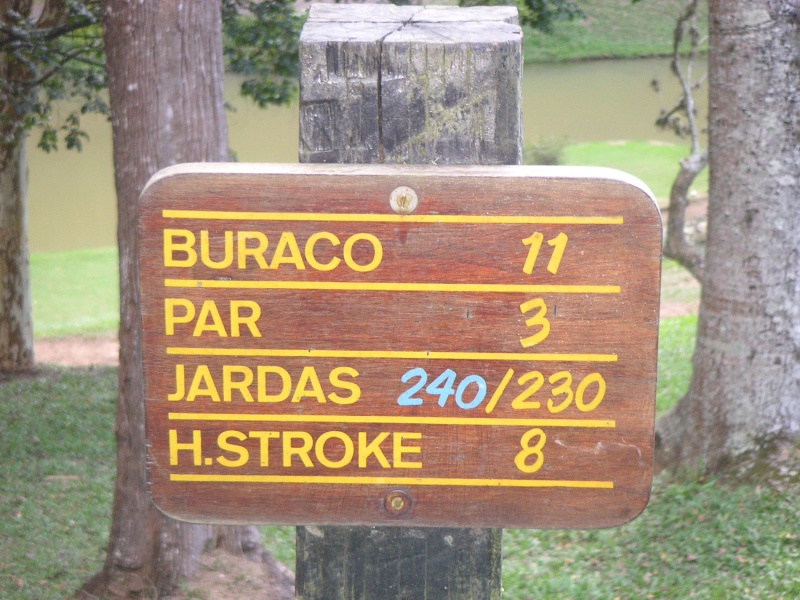 BURACO 11
PAR 3
JARDAS 240/230
H.STROKE 8